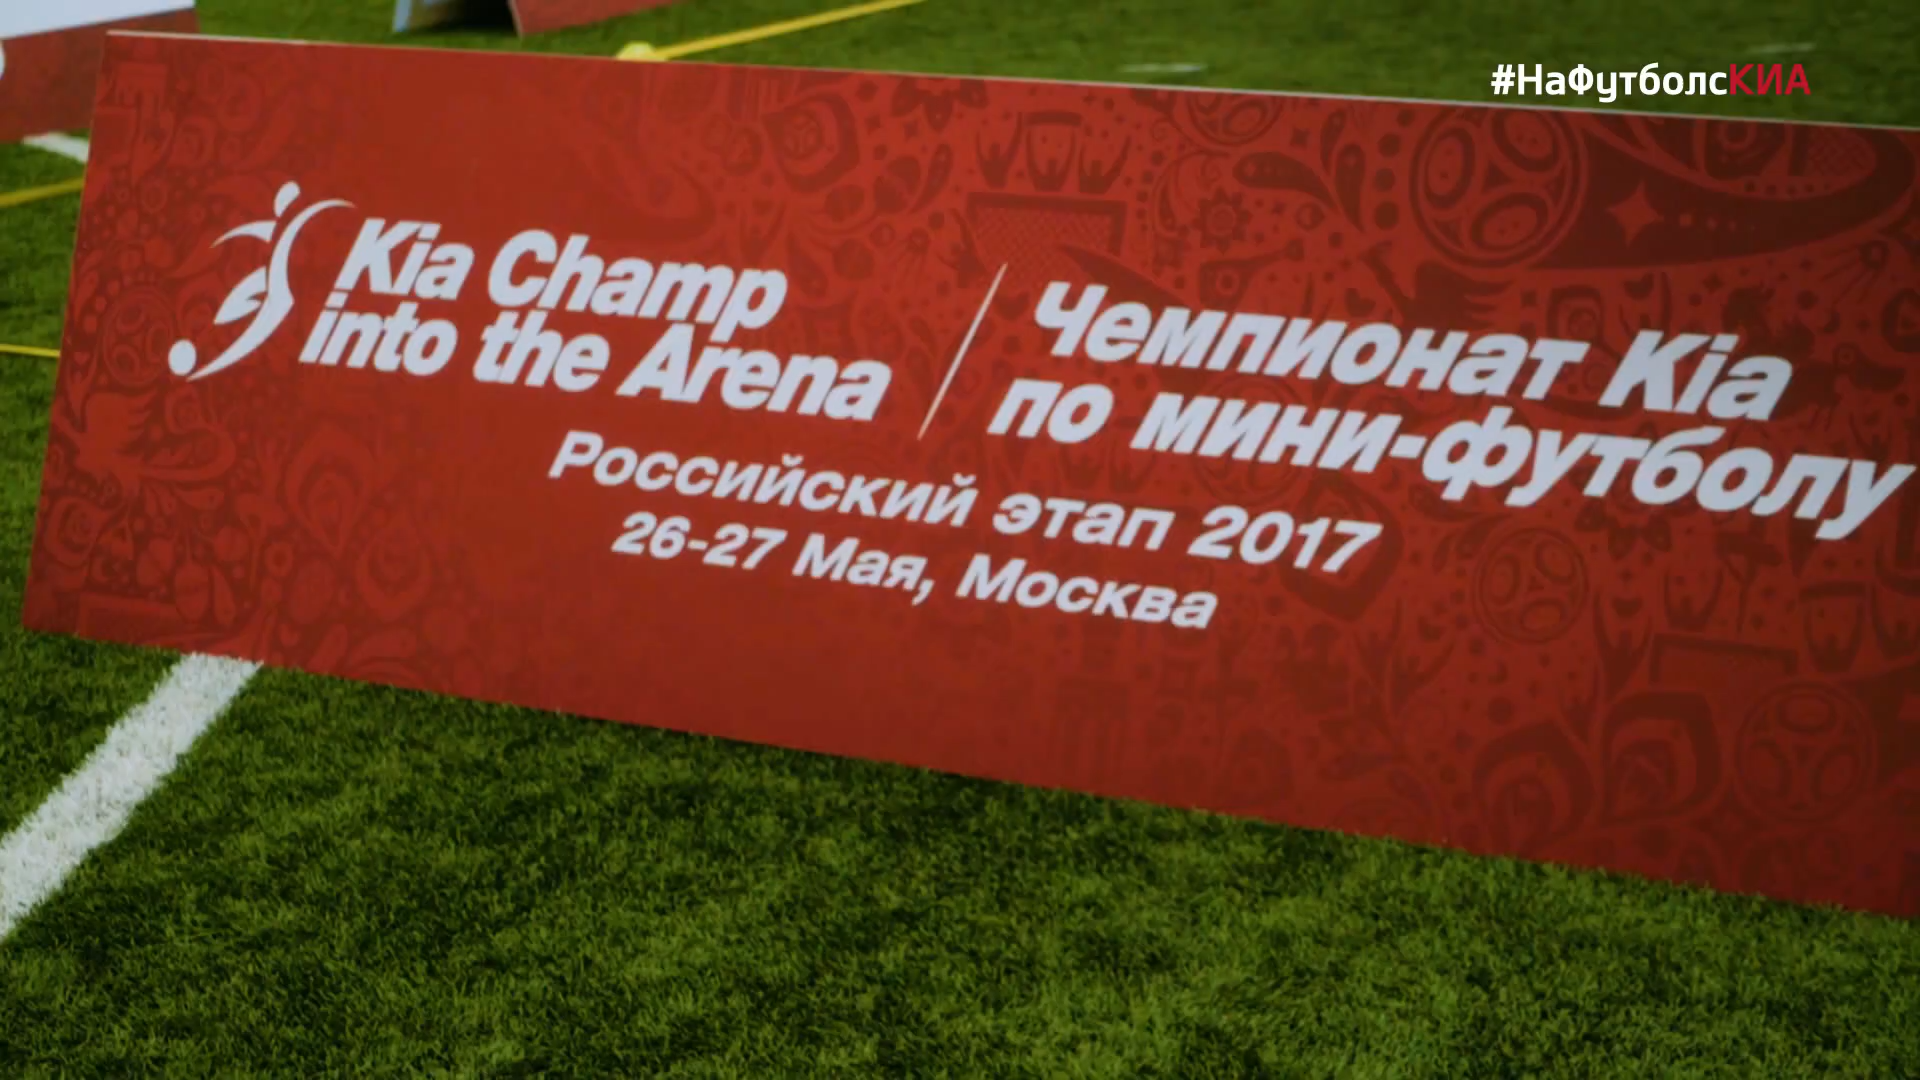 #НаФутболсКИА
Kia Champ
into the Arena
Чемпионат Kia
по мини-футболу
Российский этап 2017
26-27 Мая, Москва